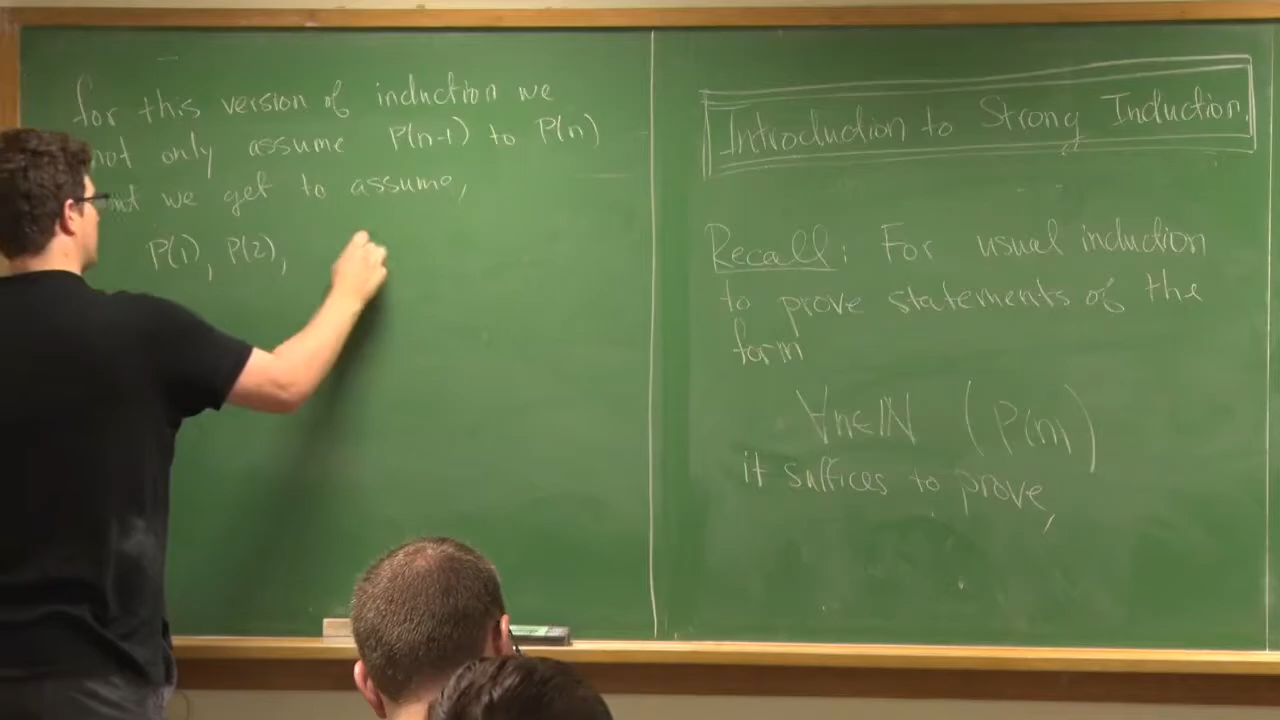 for this version of induction we
not only assume P(n-1) to P(n)
but we get to assume,
P(1), P(2),
Introduction to Strong Induction.
Recall: For usual induction
to prove statements of the
form
∀n∈ℕ (P(n))
it suffices to prove,